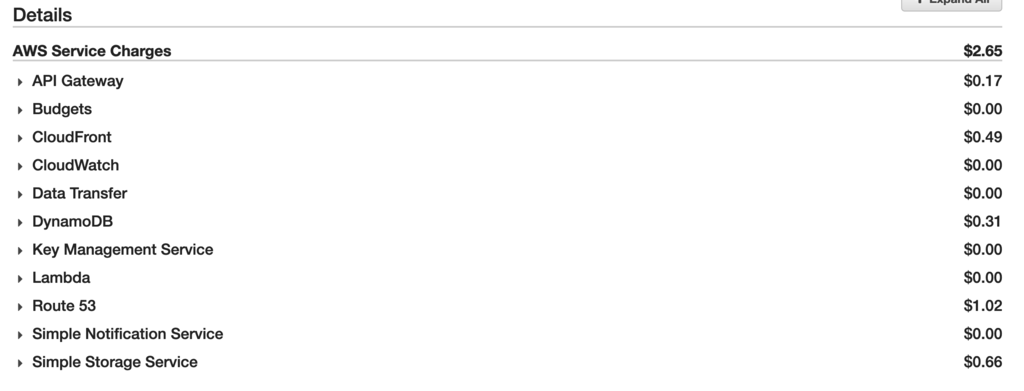 Expand All
Details
AWS Service Charges $2.65
API Gateway $0.17
Budgets $0.00
CloudFront $0.49
CloudWatch $0.00
Data Transfer $0.00
DynamoDB $0.31
Key Management Service $0.00
Lambda $0.00
Route 53 $1.02
Simple Notification Service $0.00
Simple Storage Service $0.66